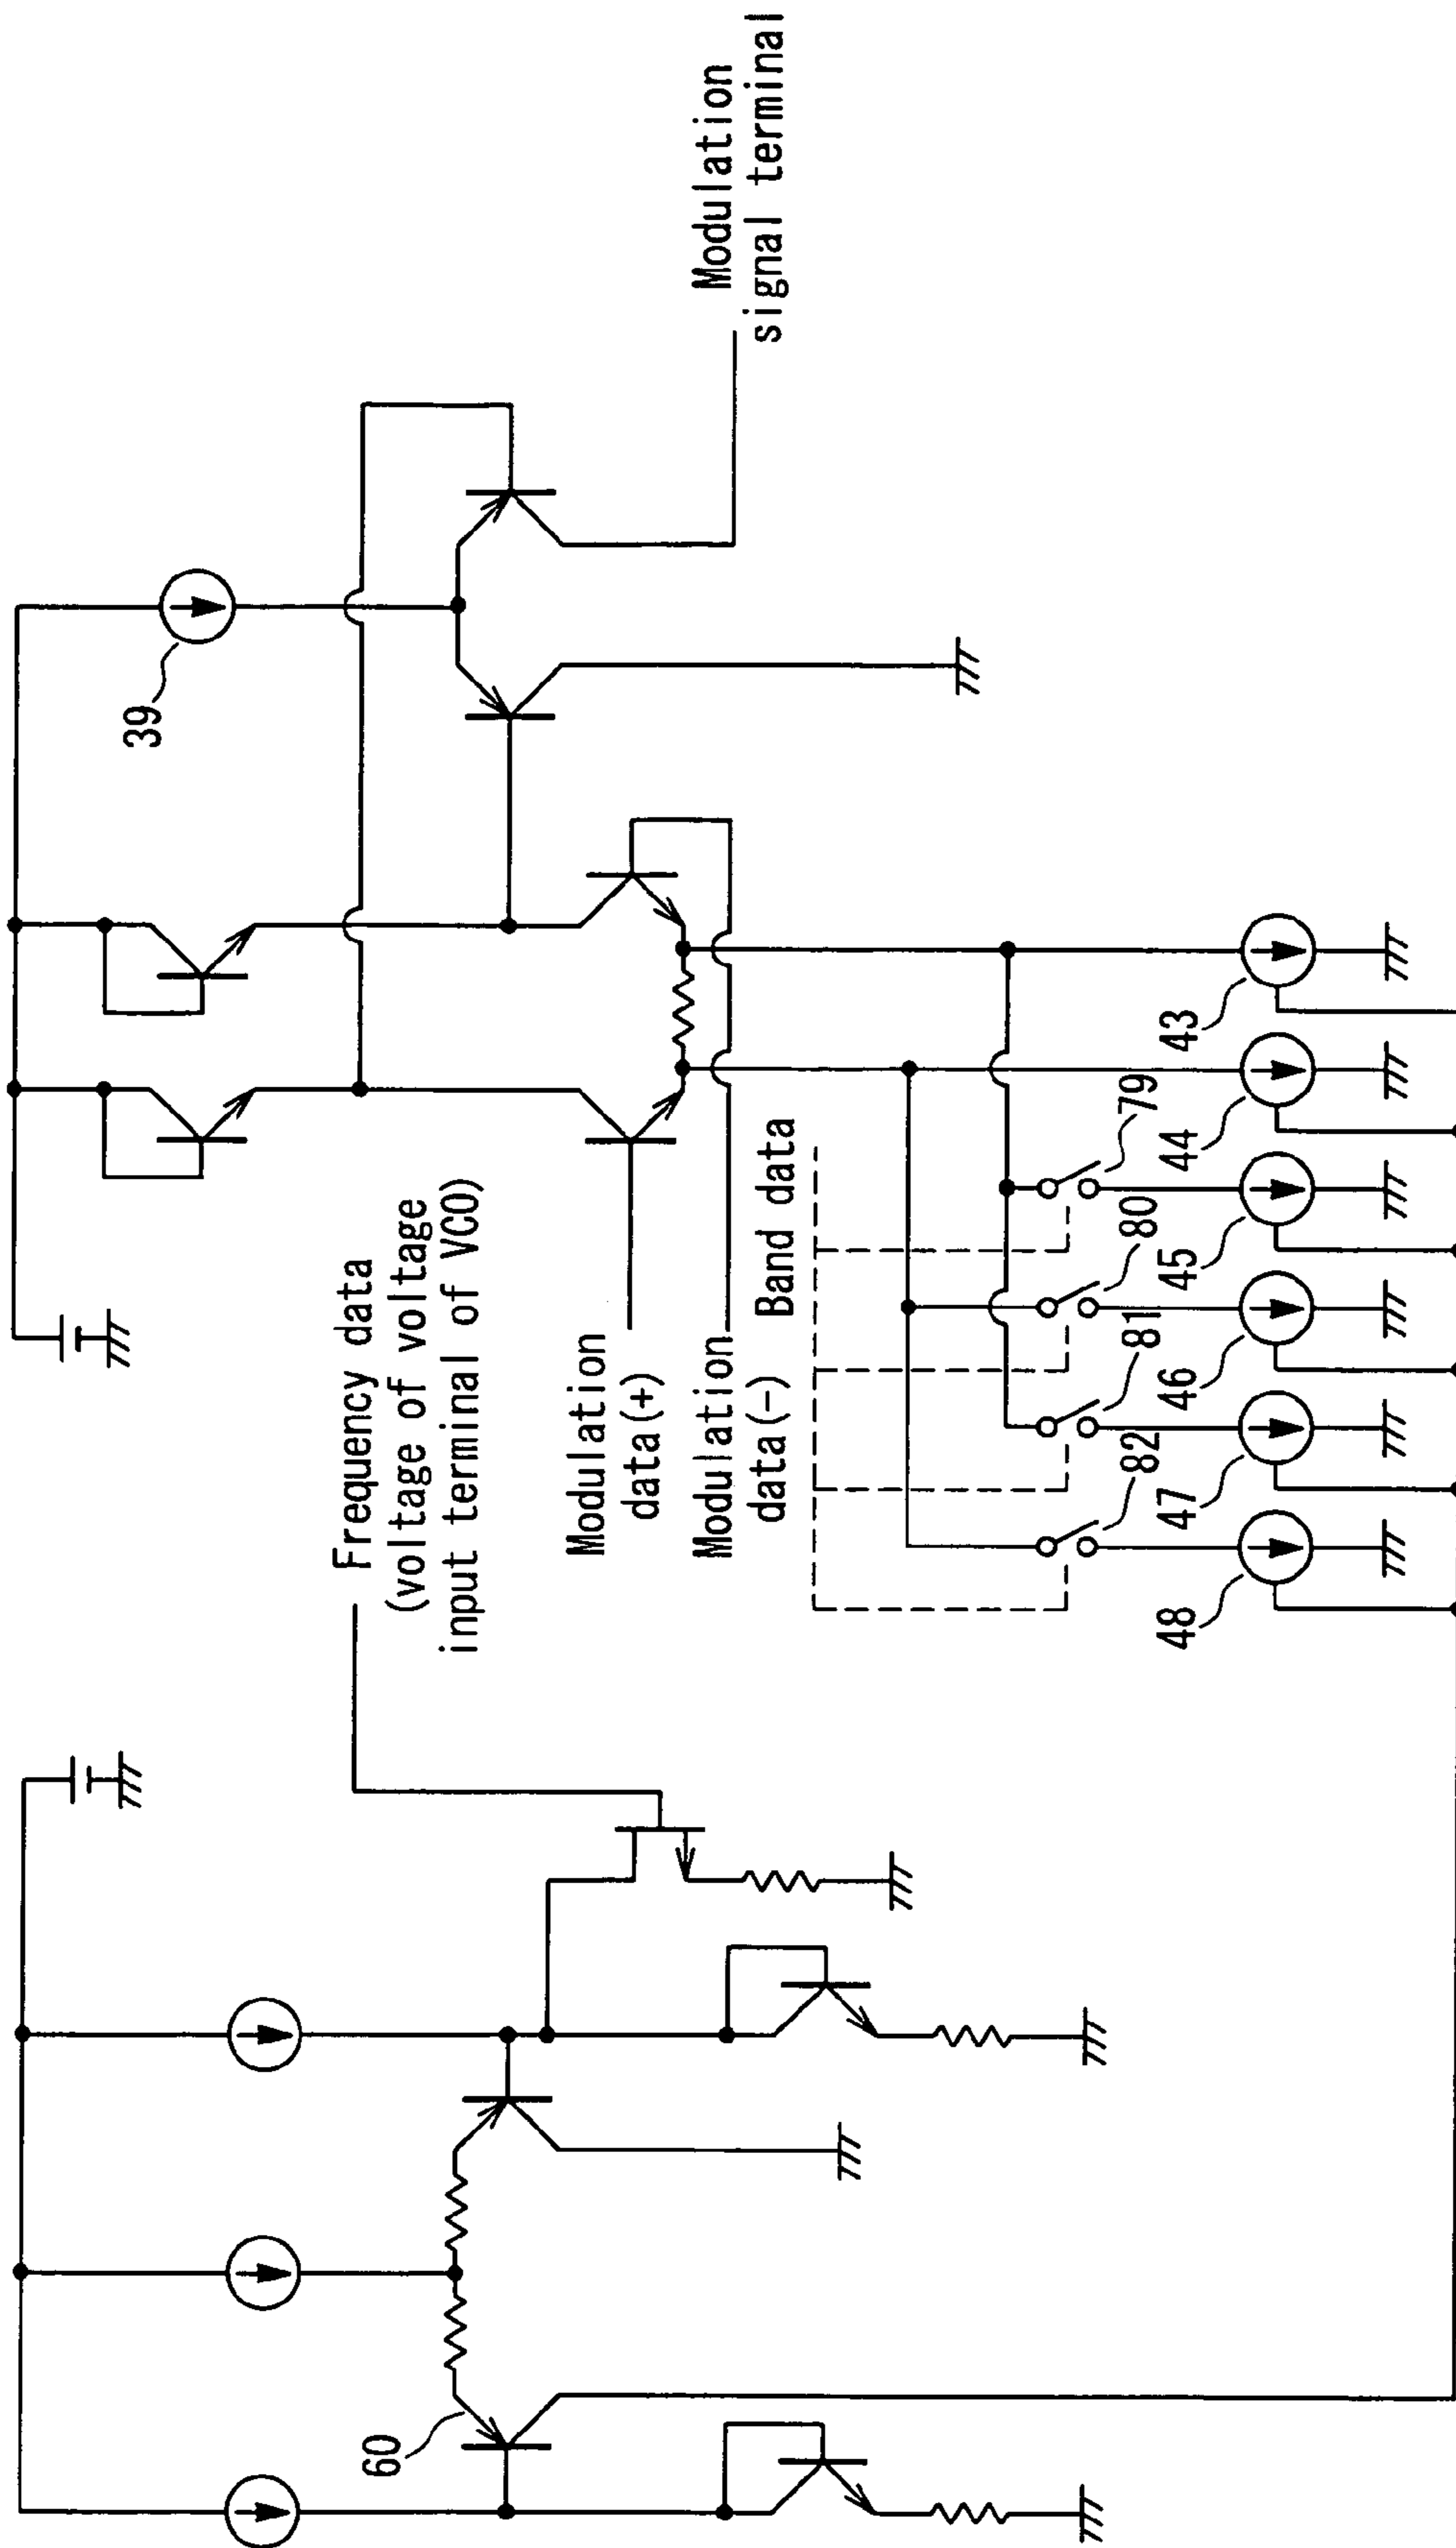 Modulation
signal terminal
39
Frequency data
(voltage of voltage
input terminal of VCO)
Modulation
data(+)
Modulation
data(-)
Band data
60
82
81
80
79
48
47
46
45
44
43